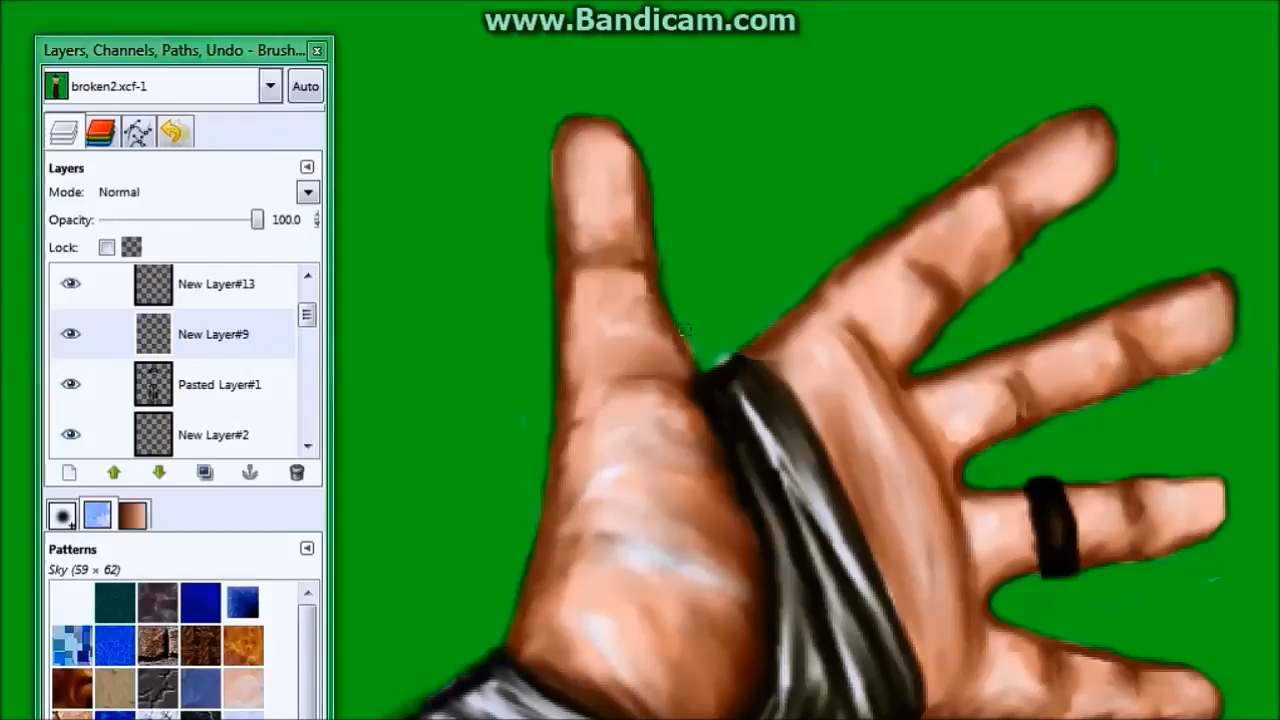 www.Bandicam.com
Layers, Channels, Paths, Undo - Brush...
broken2.xcf-1
Auto
Layers
Mode: Normal
Opacity: 100.0
Lock:
New Layer#13
New Layer#9
Pasted Layer#1
New Layer#2
Patterns
Sky (59 × 62)